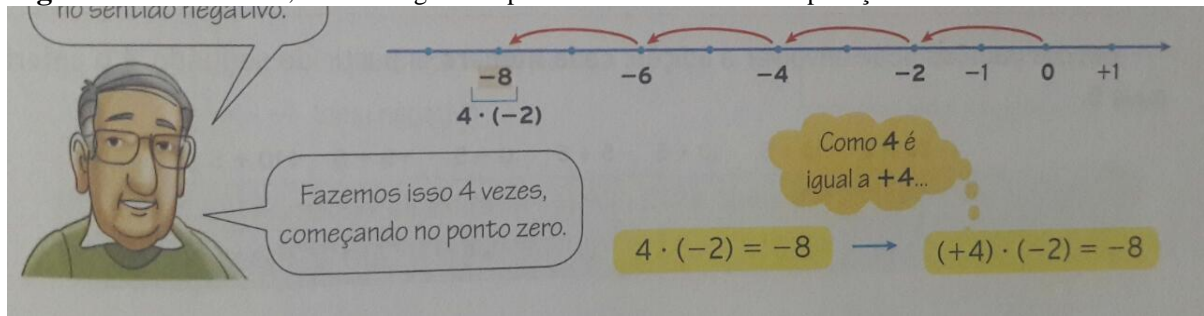 no sentido negativo.
−8 −6 −4 −2 −1 0 +1
4 · (−2)
Como 4 é
igual a +4...
Fazemos isso 4 vezes,
começando no ponto zero.
4 · (−2) = −8 → (+4) · (−2) = −8